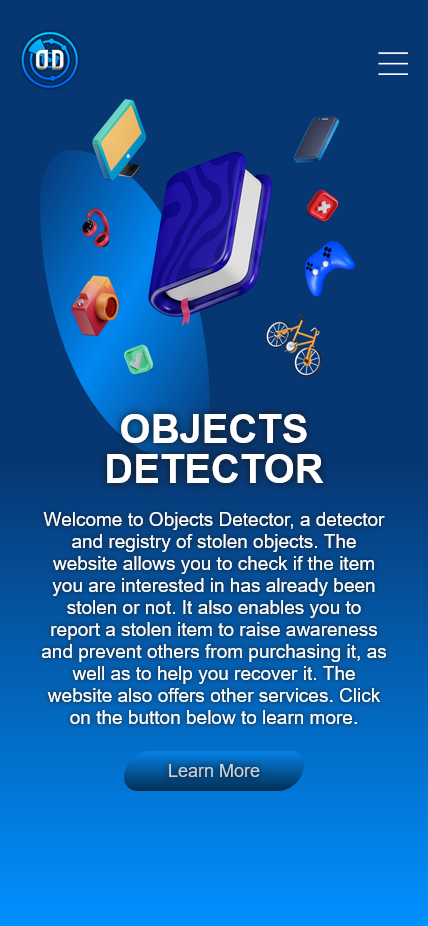 OD
OBJECTS
DETECTOR
Welcome to Objects Detector, a detector
and registry of stolen objects. The
website allows you to check if the item
you are interested in has already been
stolen or not. It also enables you to
report a stolen item to raise awareness
and prevent others from purchasing it, as
well as to help you recover it. The
website also offers other services. Click
on the button below to learn more.
Learn More